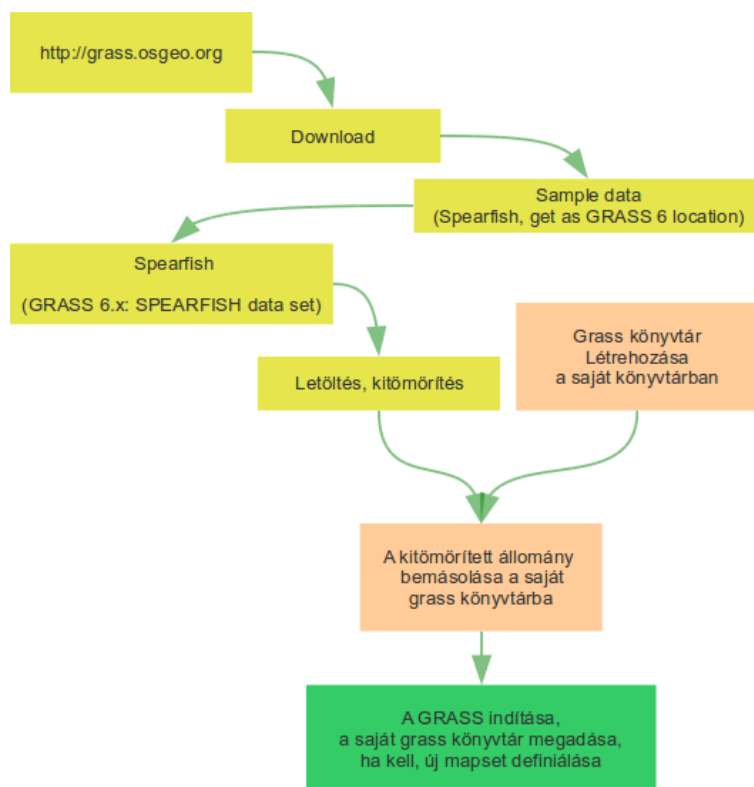 http://grass.osgeo.org
Download
Sample data
(Spearfish, get as GRASS 6 location)
Spearfish
(GRASS 6.x: SPEARFISH data set)
Letöltés, kitömörítés
Grass könyvtár
Létrehozása
a saját könyvtárban
A kitömörített állomány
bemásolása a saját
grass könyvtárba
A GRASS indítása,
a saját grass könyvtár megadása,
ha kell, új mapset definiálása